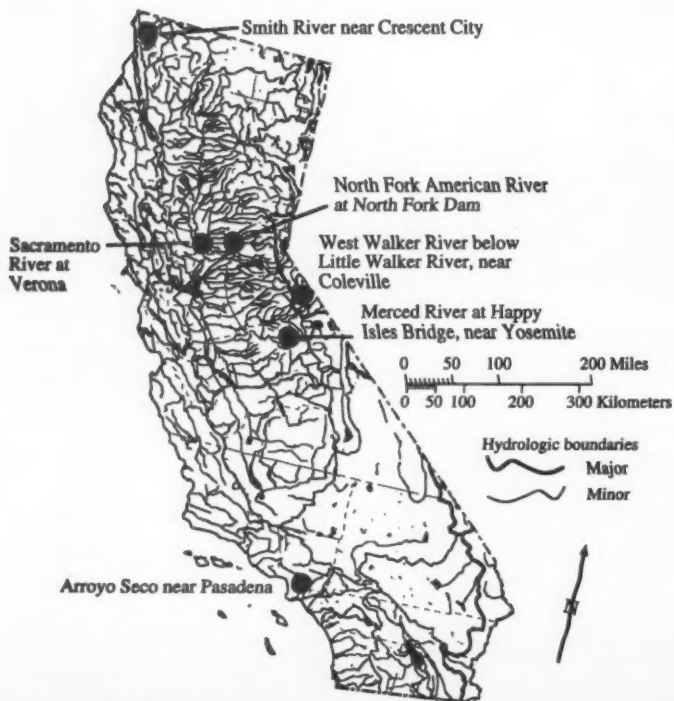 Smith River near Crescent City
North Fork American River
at North Fork Dam
Sacramento
River at
Verona
West Walker River below
Little Walker River, near
Coleville
Merced River at Happy
Isles Bridge, near Yosemite
0 50 100 200 Miles
0 50 100 200 300 Kilometers
Hydrologic boundaries
Major
Minor
Arroyo Seco near Pasadena
N